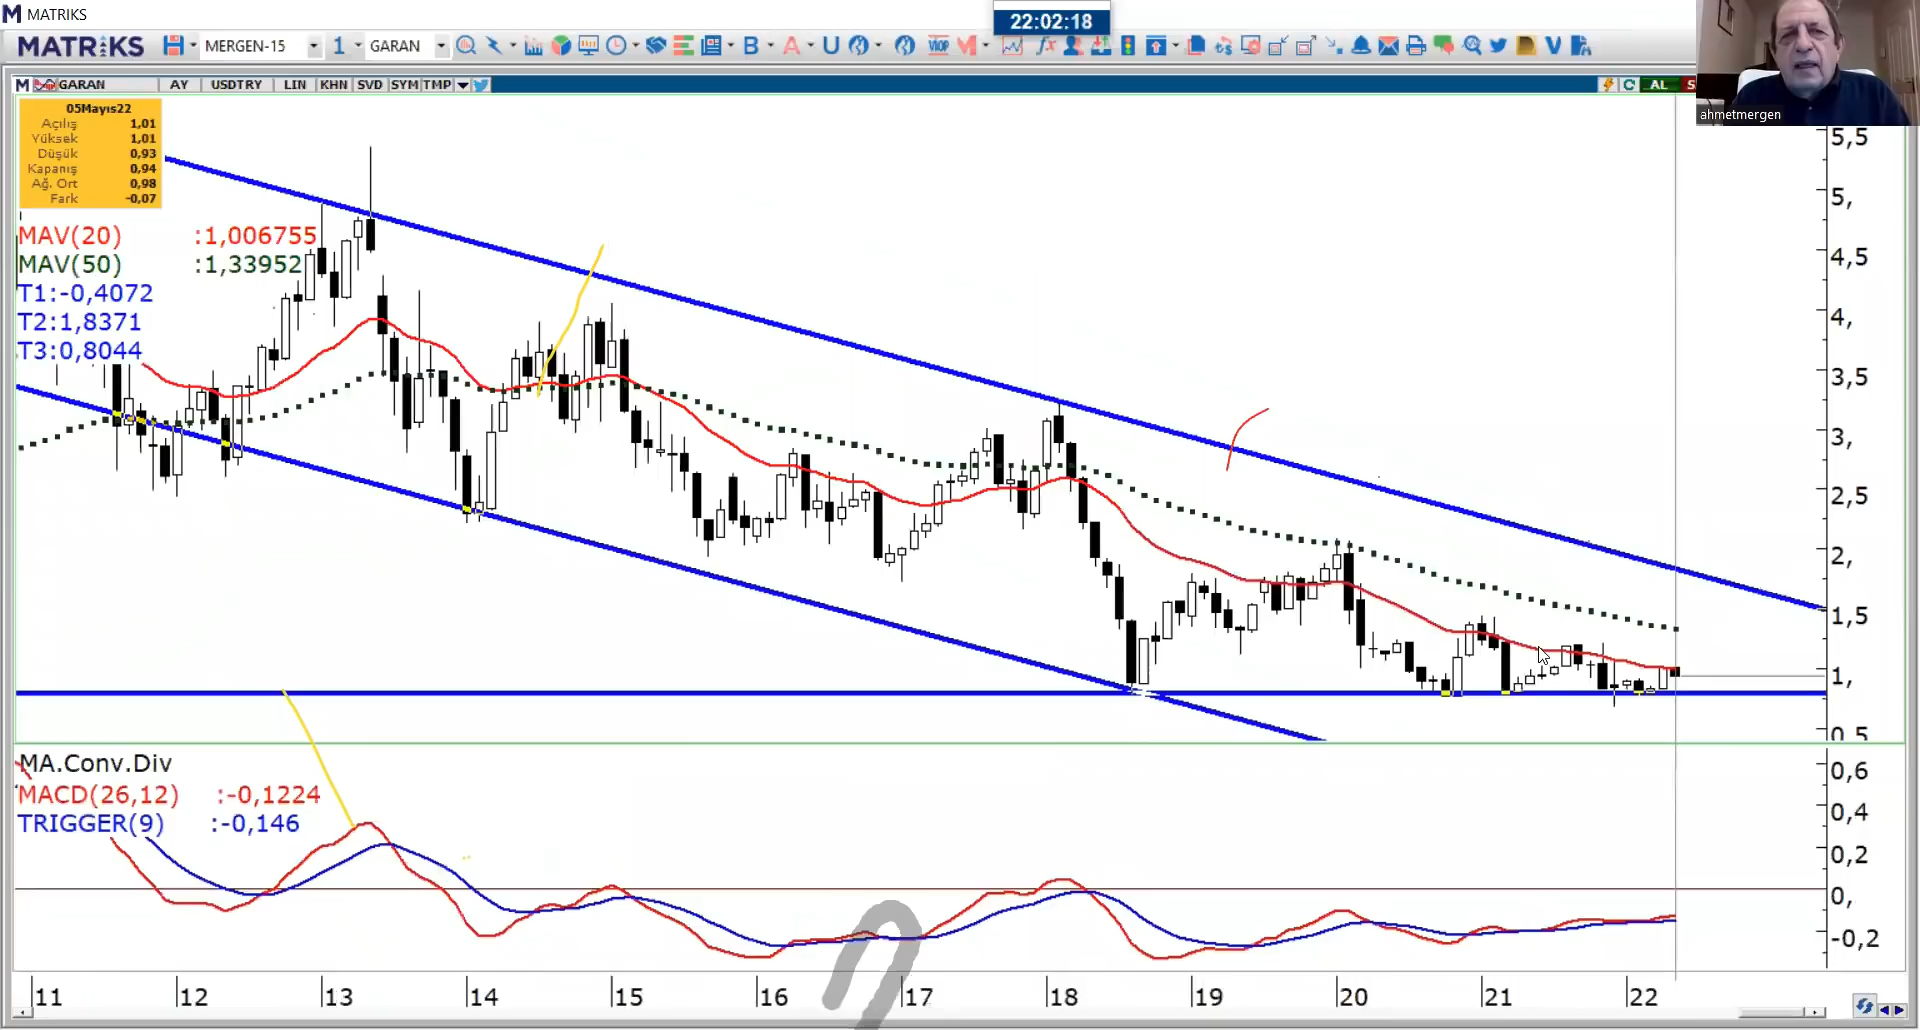 MATRIKS
22:02:18
MATRIKS MERGEN-15 1 GARAN B A U VIOP M fx V
ahmetmergen
GARAN AY USDTRY LIN KHN SVD SYM TMP AL S
05Mayıs22
Açılış 1,01
Yüksek 1,01
Düşük 0,93
Kapanış 0,94
Ağ. Ort 0,98
Fark -0,07
MAV(20) :1,006755
MAV(50) :1,33952
T1:-0,4072
T2:1,8371
T3:0,8044
5,5
5,
4,5
4,
3,5
3,
2,5
2,
1,5
1,
0,5
MA.Conv.Div
MACD(26,12) :-0,1224
TRIGGER(9) :-0,146
0,6
0,4
0,2
0,
-0,2
11 12 13 14 15 16 17 18 19 20 21 22